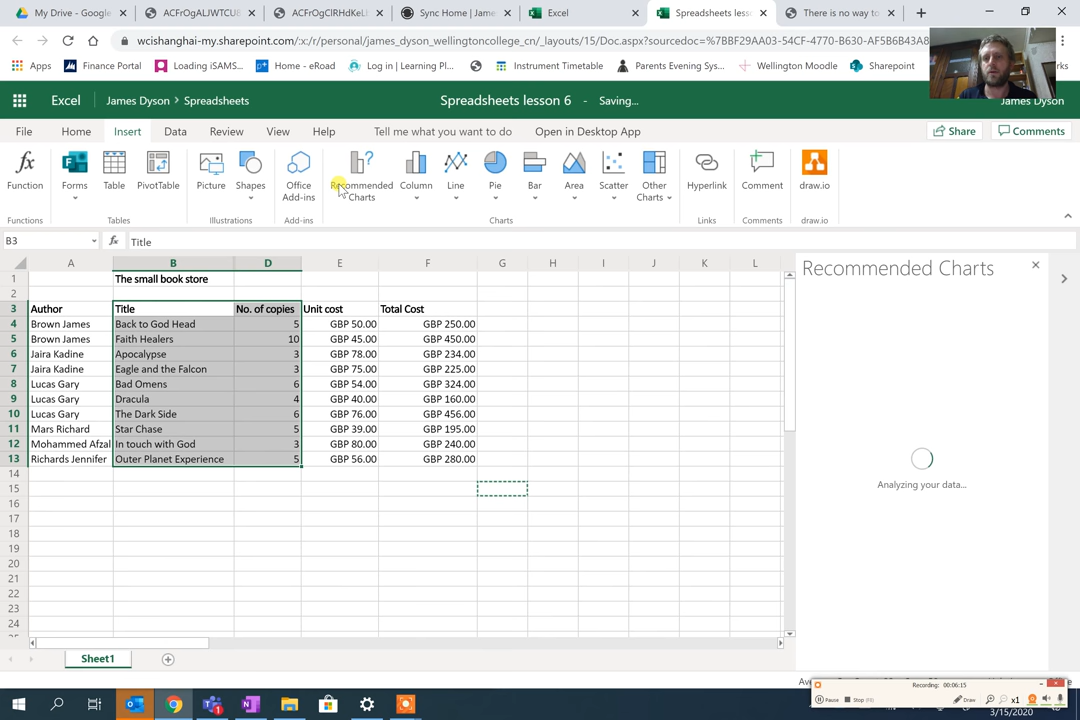 My Drive - Google D
ACFrOgALJWTCU8
ACFrOgClRHdKeLl
Sync Home | Jame
Excel
Spreadsheets lesso
There is no way to
wcishanghai-my.sharepoint.com/:x:/r/personal/james_dyson_wellingtoncollege_cn/_layouts/15/Doc.aspx?sourcedoc=%7BBF29AA03-54CF-4770-B630-AF5B6B43A8
Apps
Finance Portal
Loading iSAMS...
Home - eRoad
Log in | Learning Pl...
Instrument Timetable
Parents Evening Sys...
Wellington Moodle
Sharepoint
Excel
James Dyson > Spreadsheets
Spreadsheets lesson 6 - Saving...
James Dyson
File Home Insert Data Review View Help Tell me what you want to do Open in Desktop App Share Comments
Function Forms Table PivotTable Picture Shapes Office Add-ins Recommended Charts Column Line Pie Bar Area Scatter Other Charts Hyperlink Comment draw.io
Functions Tables Illustrations Add-ins Charts Links Comments draw.io
B3 fx Title
A B D E F G H I J K L
1 The small book store
2
3 Author Title No. of copies Unit cost Total Cost
4 Brown James Back to God Head 5 GBP 50.00 GBP 250.00
5 Brown James Faith Healers 10 GBP 45.00 GBP 450.00
6 Jaira Kadine Apocalypse 3 GBP 78.00 GBP 234.00
7 Jaira Kadine Eagle and the Falcon 3 GBP 75.00 GBP 225.00
8 Lucas Gary Bad Omens 6 GBP 54.00 GBP 324.00
9 Lucas Gary Dracula 4 GBP 40.00 GBP 160.00
10 Lucas Gary The Dark Side 6 GBP 76.00 GBP 456.00
11 Mars Richard Star Chase 5 GBP 39.00 GBP 195.00
12 Mohammed Afzal In touch with God 3 GBP 80.00 GBP 240.00
13 Richards Jennifer Outer Planet Experience 5 GBP 56.00 GBP 280.00
14
15
16
17
18
19
20
21
22
23
24
Recommended Charts
Analyzing your data...
Sheet1
Recording: 00:06:15
Pause Stop (F9) Draw x1
3/15/2020